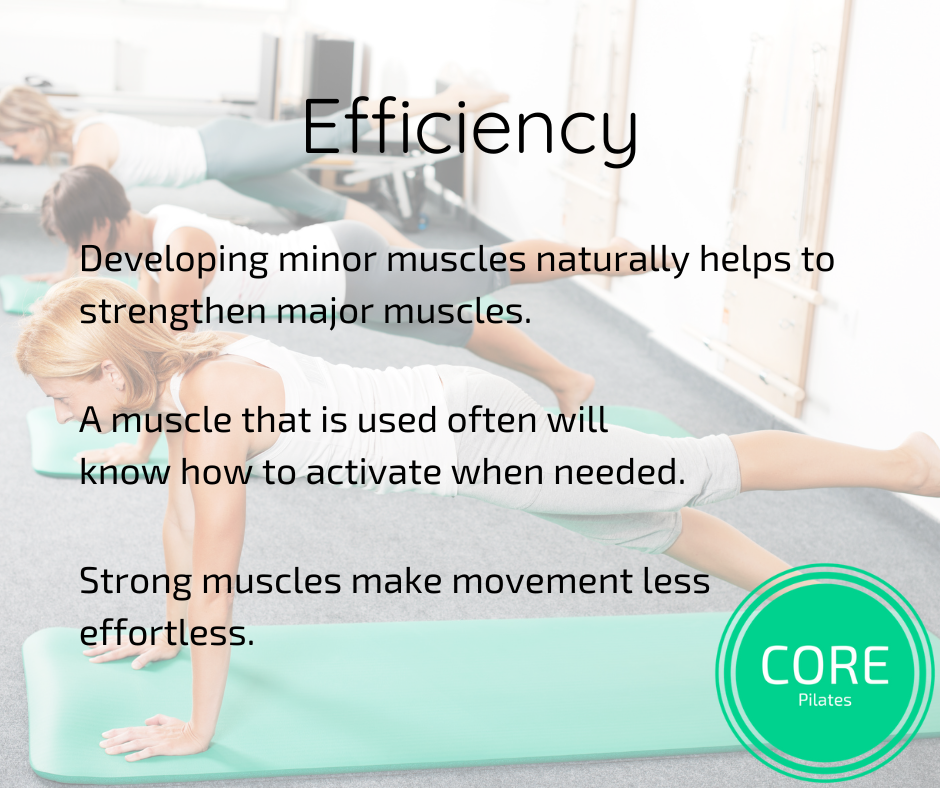 Efficiency
Developing minor muscles naturally helps to
strengthen major muscles.
A muscle that is used often will
know how to activate when needed.
Strong muscles make movement less
effortless.
CORE
Pilates